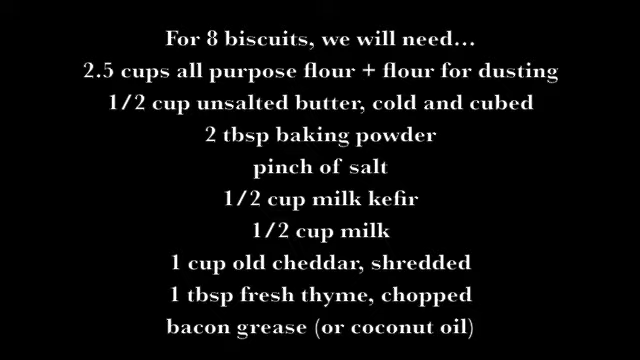 For 8 biscuits, we will need...
2.5 cups all purpose flour + flour for dusting
1/2 cup unsalted butter, cold and cubed
2 tbsp baking powder
pinch of salt
1/2 cup milk kefir
1/2 cup milk
1 cup old cheddar, shredded
1 tbsp fresh thyme, chopped
bacon grease (or coconut oil)